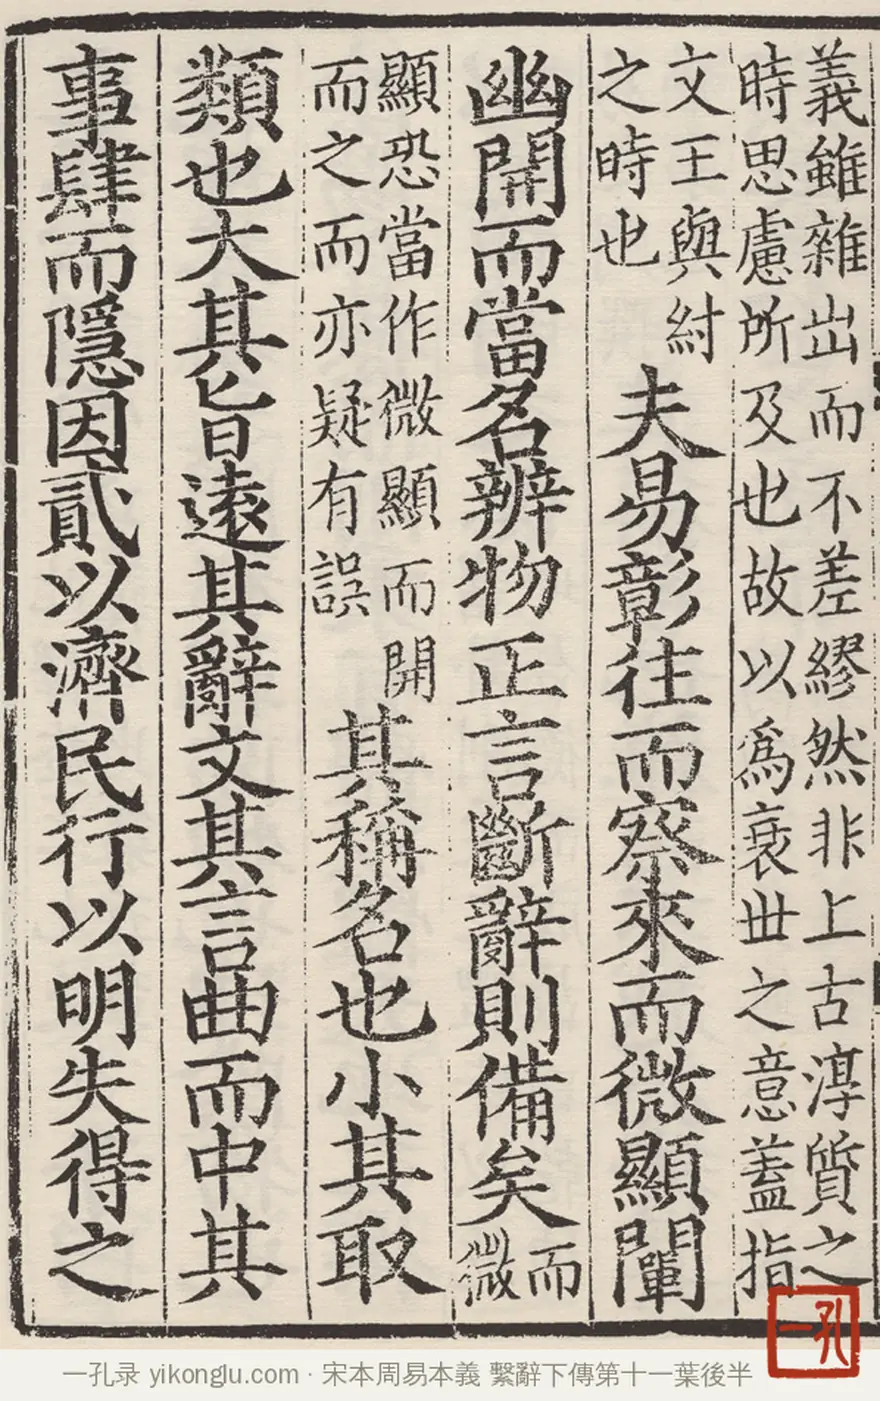 義雖雜出而不差繆然非上古淳質之
時思慮所及也故以爲衰世之意蓋指
文王與紂
之時也
夫易彰往而察來而微顯闡
幽開而當名辨物正言斷辭則備矣
而
微
顯恐當作微顯而開
而之而亦疑有誤
其稱名也小其取
類也大其旨遠其辭文其言曲而中其
事肆而隱因貳以濟民行以明失得之
一孔
一孔录 yikonglu.com · 宋本周易本義 繫辭下傳第十一葉後半